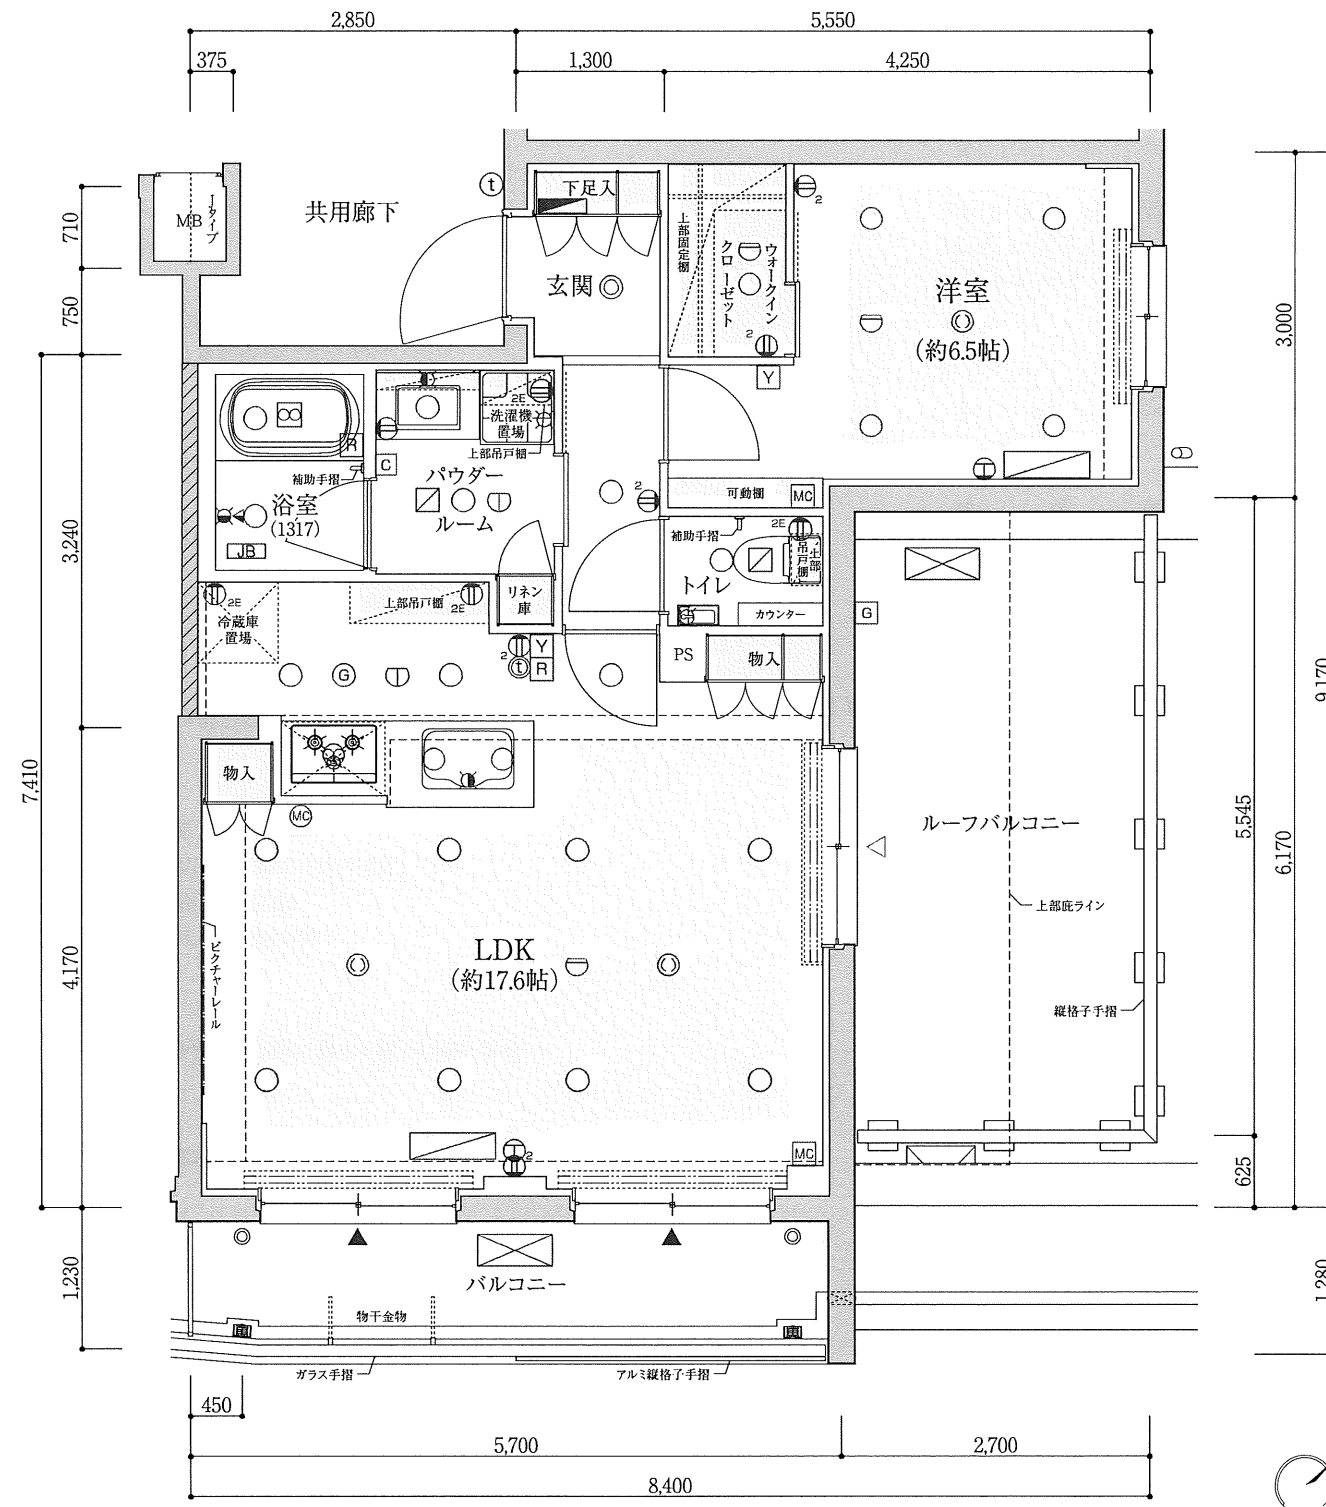 2,850
5,550
375
1,300
4,250
710
750
3,240
7,410
4,170
1,230
3,000
9,170
5,545
6,170
625
1,280
MB
Jタイプ
共用廊下
t
下足入
玄関
上部固定棚
ウォークイン
クローゼット
2
2
洋室
(約6.5帖)
Y
2E
洗濯機
置場
上部吊戸棚
R
C
補助手摺
浴室
(1317)
JB
パウダー
ルーム
2
可動棚
MC
補助手摺
2E
上部
吊戸棚
トイレ
カウンター
リネン
庫
2E
冷蔵庫
置場
上部吊戸棚
2E
2
Y
t
R
G
PS
物入
G
物入
MC
ルーフバルコニー
上部庇ライン
縦格子手摺
LDK
(約17.6帖)
ピクチャーレール
2
MC
バルコニー
物干金物
ガラス手摺
アルミ縦格子手摺
450
5,700
2,700
8,400